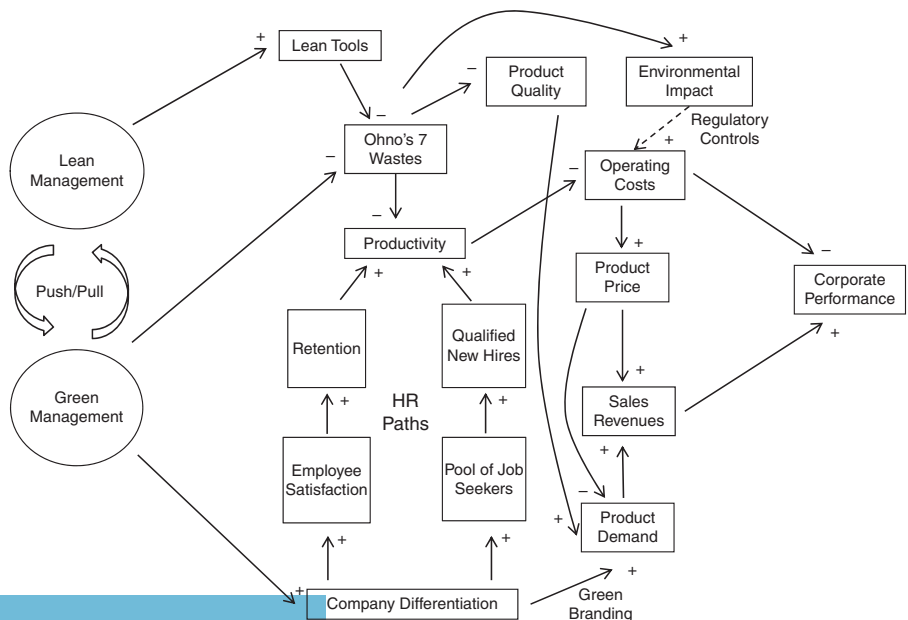 +
Lean Tools
+
–
Product
Quality
Environmental
Impact
–
Regulatory
Controls
Lean
Management
–
Ohno's 7
Wastes
–
+
Operating
Costs
–
Productivity
+
+
+
Product
Price
–
Corporate
Performance
+
Push/Pull
Retention
Qualified
New Hires
+
Green
Management
+
HR
Paths
+
Sales
Revenues
+
Employee
Satisfaction
Pool of Job
Seekers
–
+
Product
Demand
+
+
+
Company Differentiation
+
Green
Branding